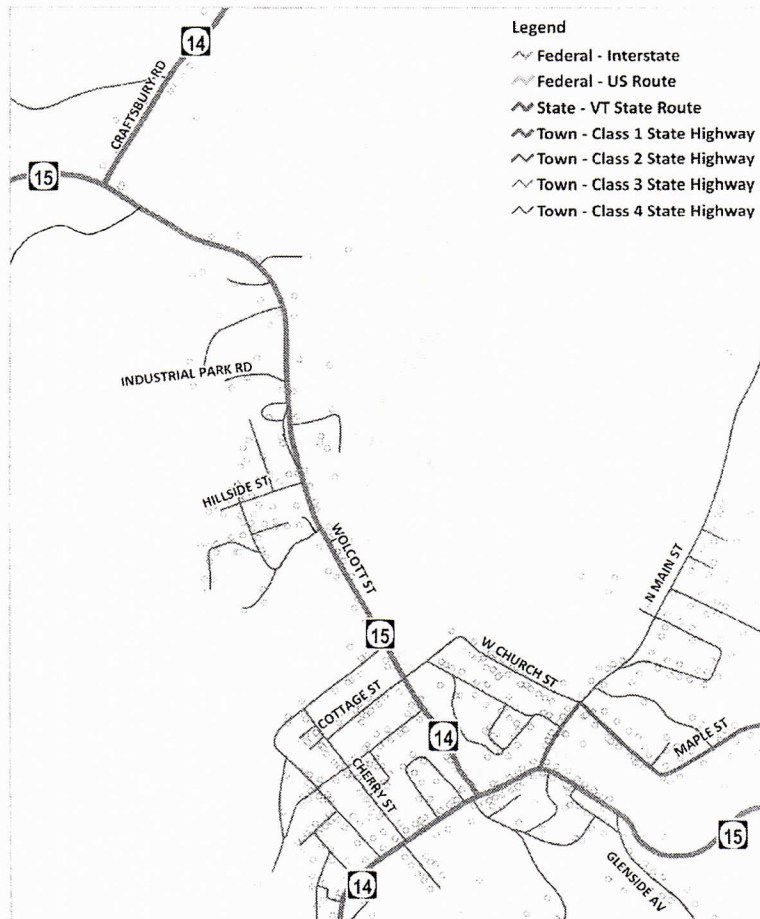 Legend
Federal - Interstate
Federal - US Route
State - VT State Route
Town - Class 1 State Highway
Town - Class 2 State Highway
Town - Class 3 State Highway
Town - Class 4 State Highway
14
CRAFTSBURY RD
15
INDUSTRIAL PARK RD
HILLSIDE ST
WOLCOTT ST
N MAIN ST
15
W CHURCH ST
COTTAGE ST
14
MAPLE ST
CHERRY ST
15
GLENSIDE AV
14